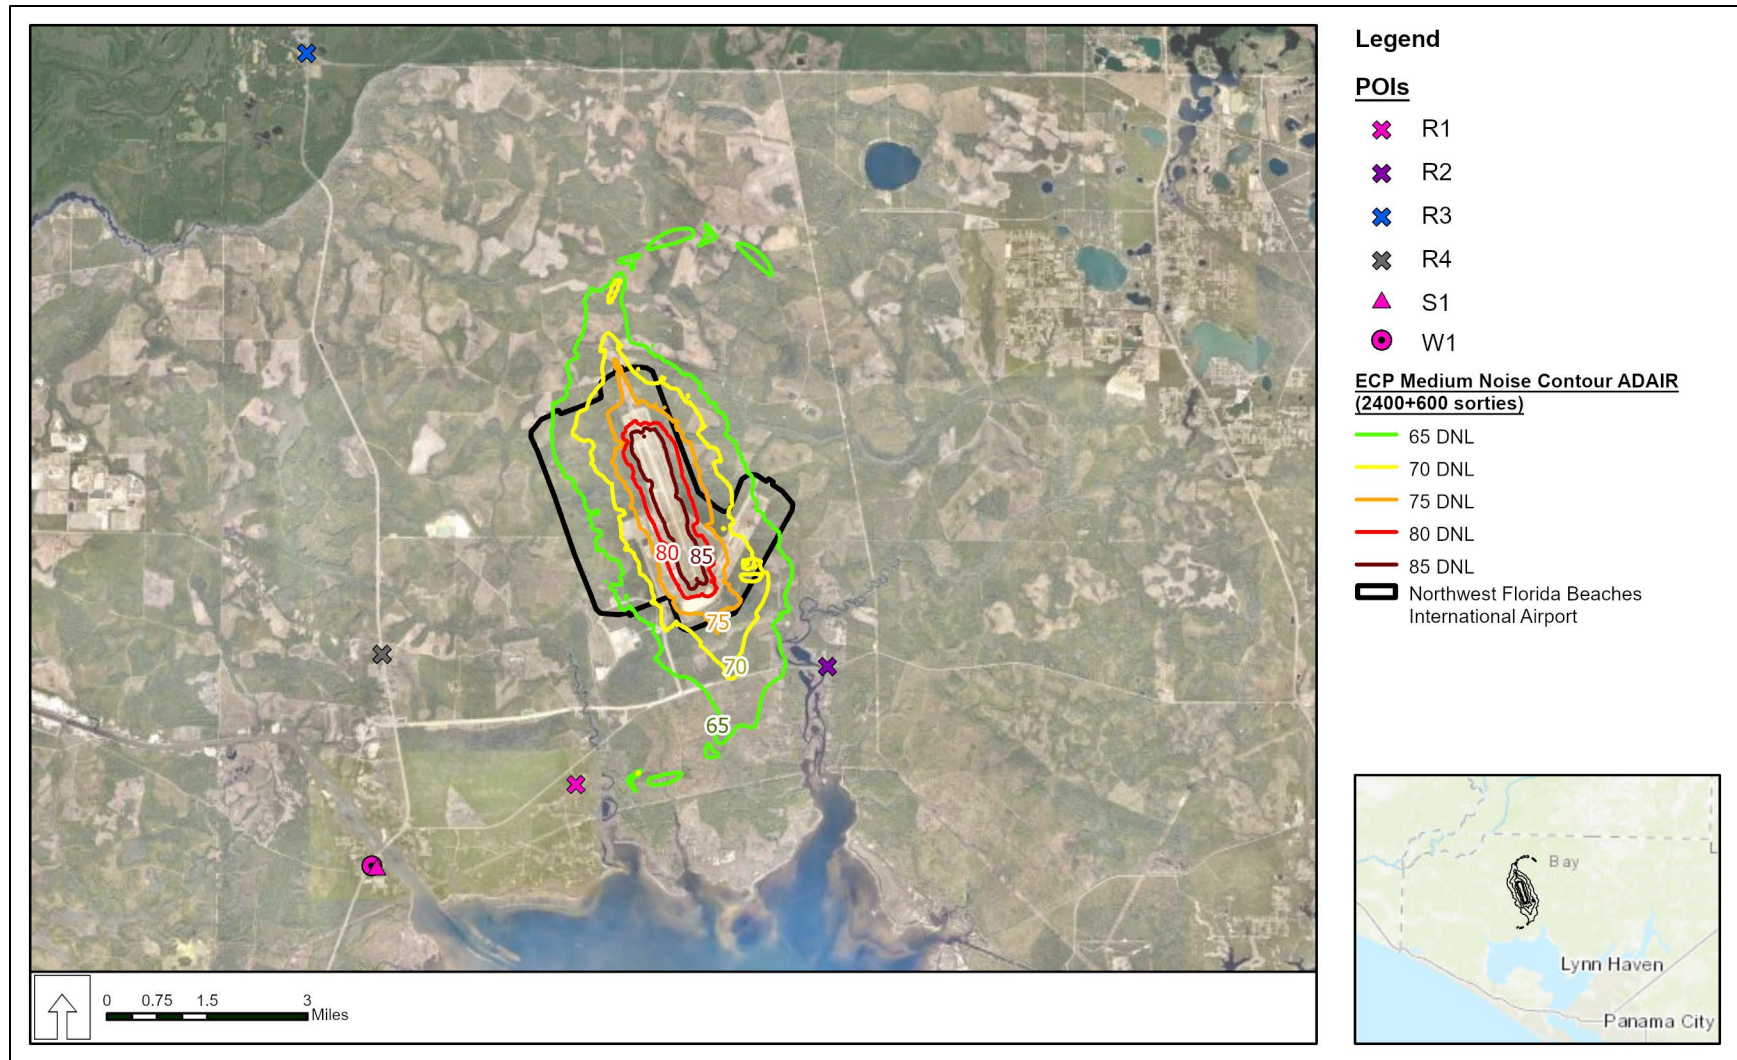 Legend
POIs
R1
R2
R3
R4
S1
W1
ECP Medium Noise Contour ADAIR
(2400+600 sorties)
65 DNL
70 DNL
75 DNL
80 DNL
85 DNL
Northwest Florida Beaches
International Airport
80 85
75
70
65
0 0.75 1.5 3
Miles
Bay
L
Lynn Haven
Panama City